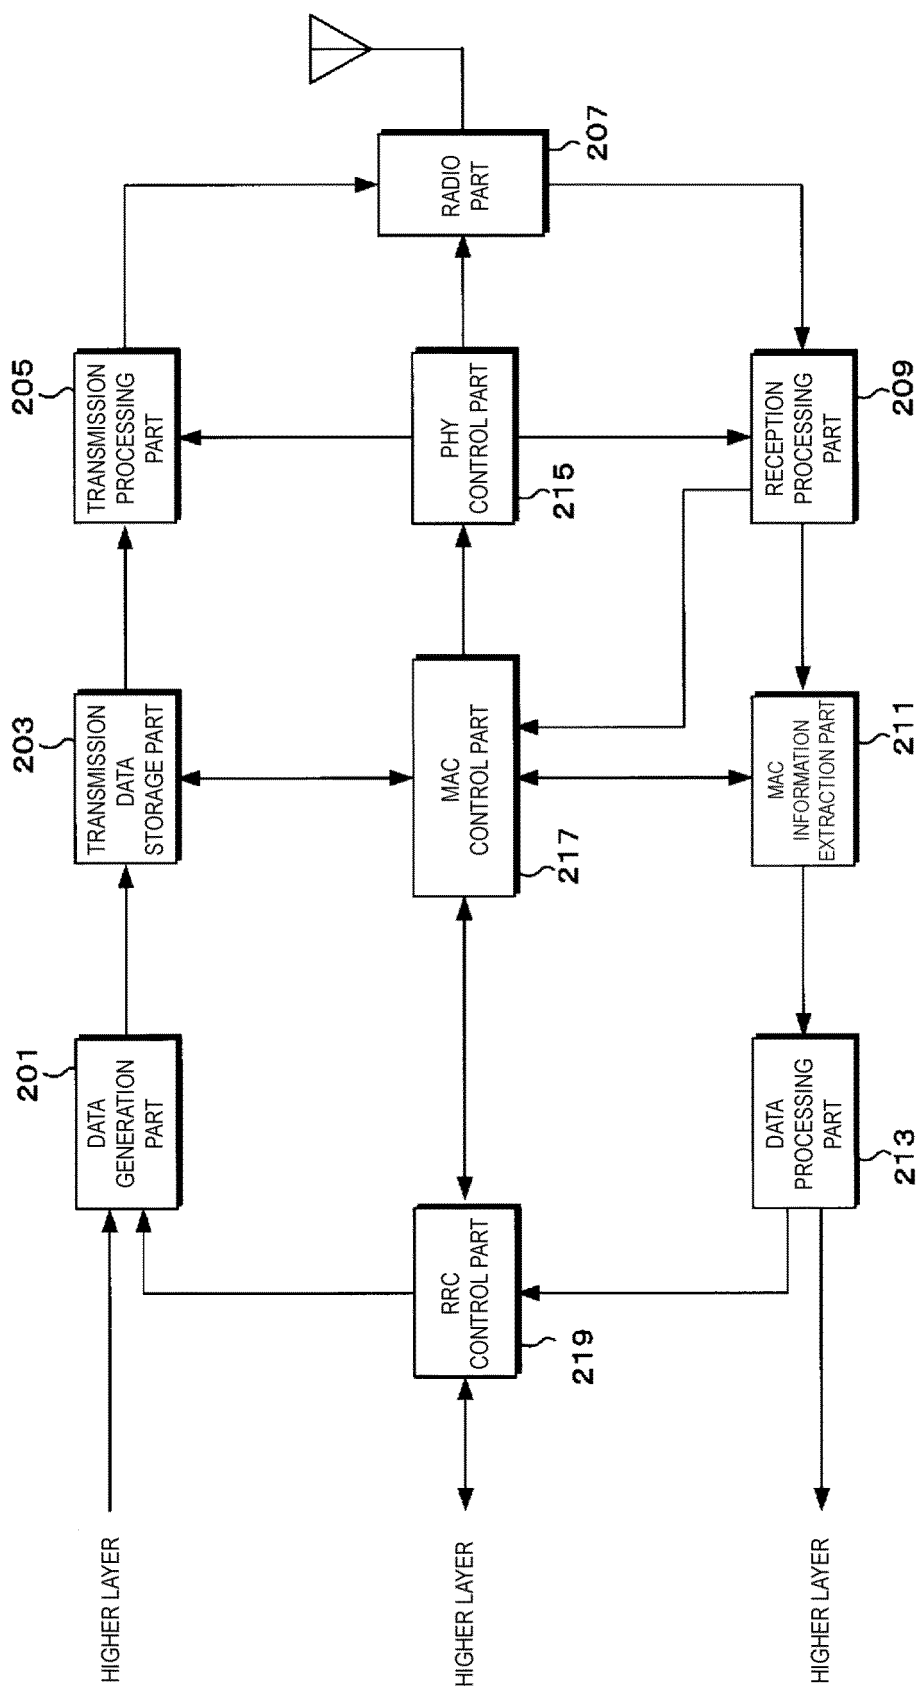 HIGHER LAYER
201
DATA
GENERATION
PART
203
TRANSMISSION
DATA
STORAGE PART
205
TRANSMISSION
PROCESSING
PART
HIGHER LAYER
RRC
CONTROL PART
219
MAC
CONTROL PART
217
PHY
CONTROL PART
215
RADIO
PART
207
HIGHER LAYER
DATA
PROCESSING
PART
213
MAC
INFORMATION
EXTRACTION PART
211
RECEPTION
PROCESSING
PART
209